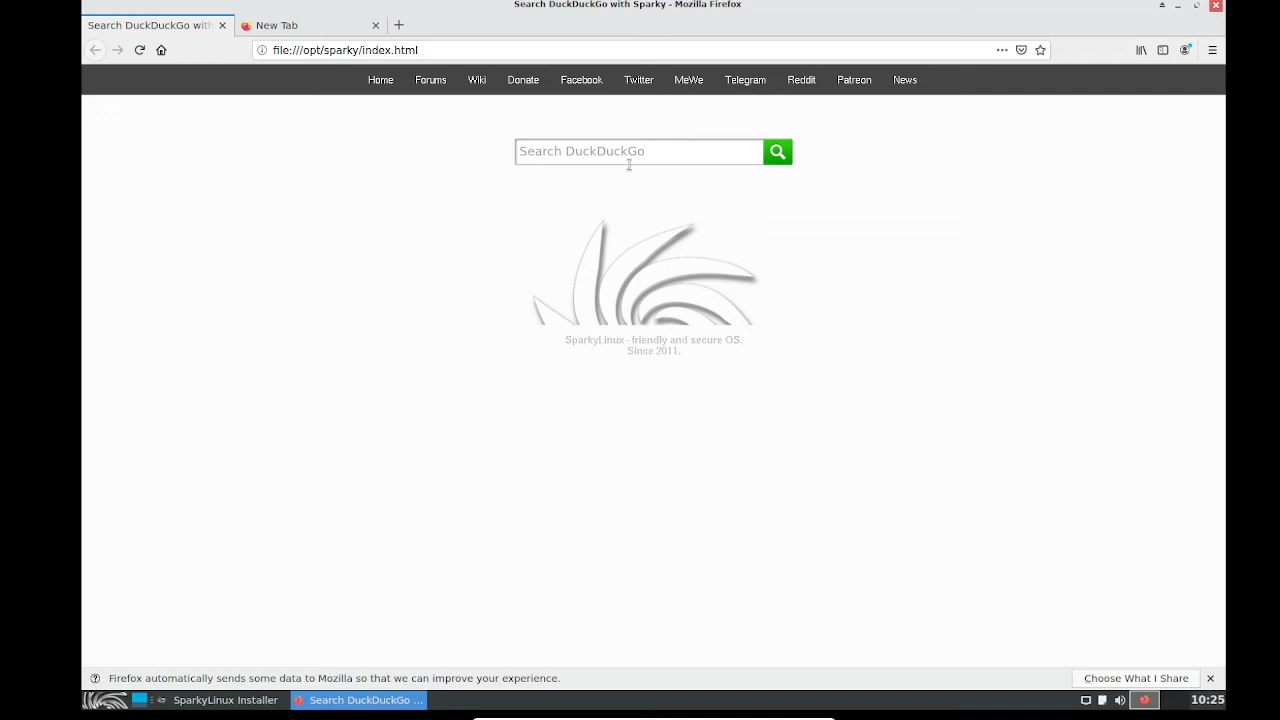 Search DuckDuckGo with Sparky - Mozilla Firefox
Search DuckDuckGo with
New Tab
file:///opt/sparky/index.html
Home Forums Wiki Donate Facebook Twitter MeWe Telegram Reddit Patreon News
Search DuckDuckGo
SparkyLinux - friendly and secure OS.
Since 2011.
Firefox automatically sends some data to Mozilla so that we can improve your experience.
Choose What I Share
SparkyLinux Installer
Search DuckDuckGo ...
10:25